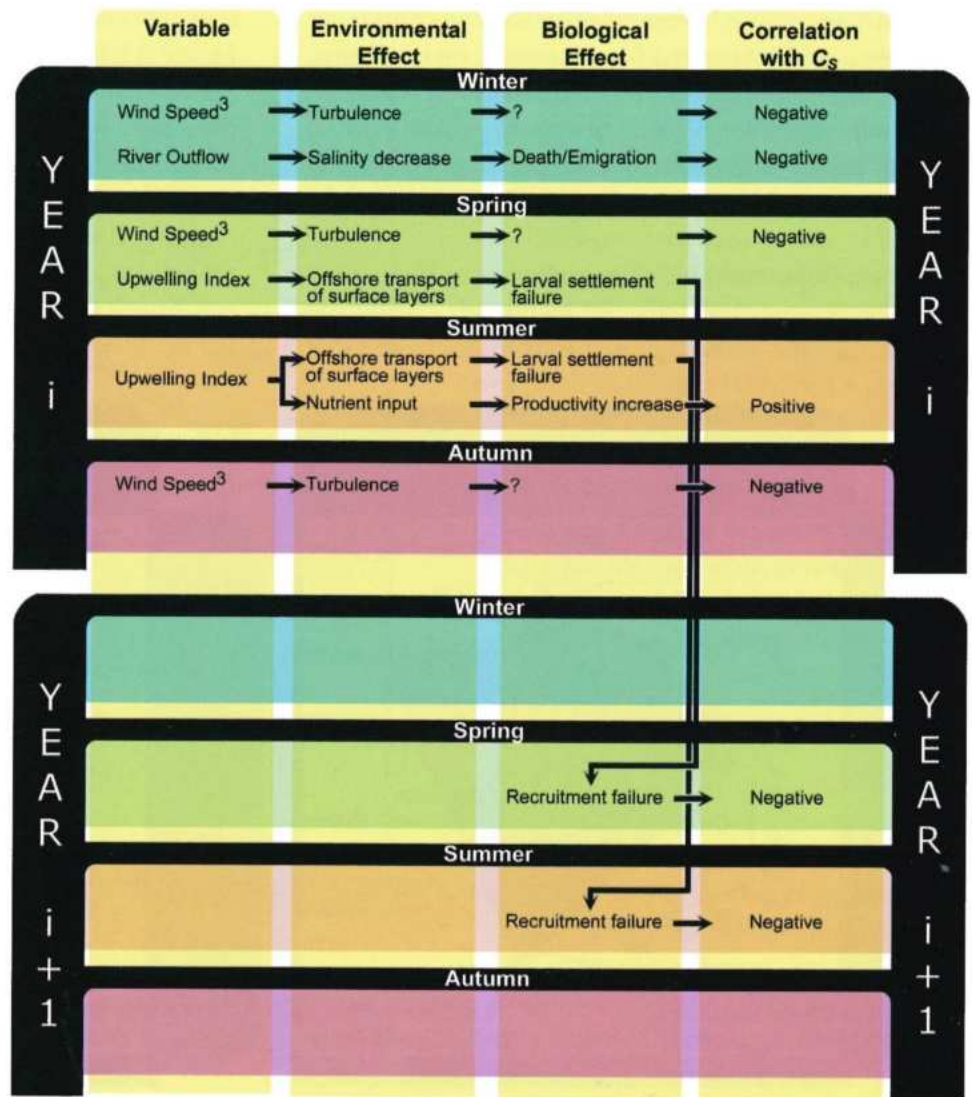 Variable Environmental Effect Biological Effect Correlation with C_S
YEAR i
Winter
Wind Speed³ Turbulence ? Negative
River Outflow Salinity decrease Death/Emigration Negative
Spring
Wind Speed³ Turbulence ? Negative
Upwelling Index Offshore transport of surface layers Larval settlement failure
Summer
Upwelling Index
Offshore transport of surface layers Larval settlement failure
Nutrient input Productivity increase Positive
Autumn
Wind Speed³ Turbulence ? Negative
YEAR i
YEAR i+1
Winter
Spring
Recruitment failure Negative
Summer
Recruitment failure Negative
Autumn
YEAR i+1